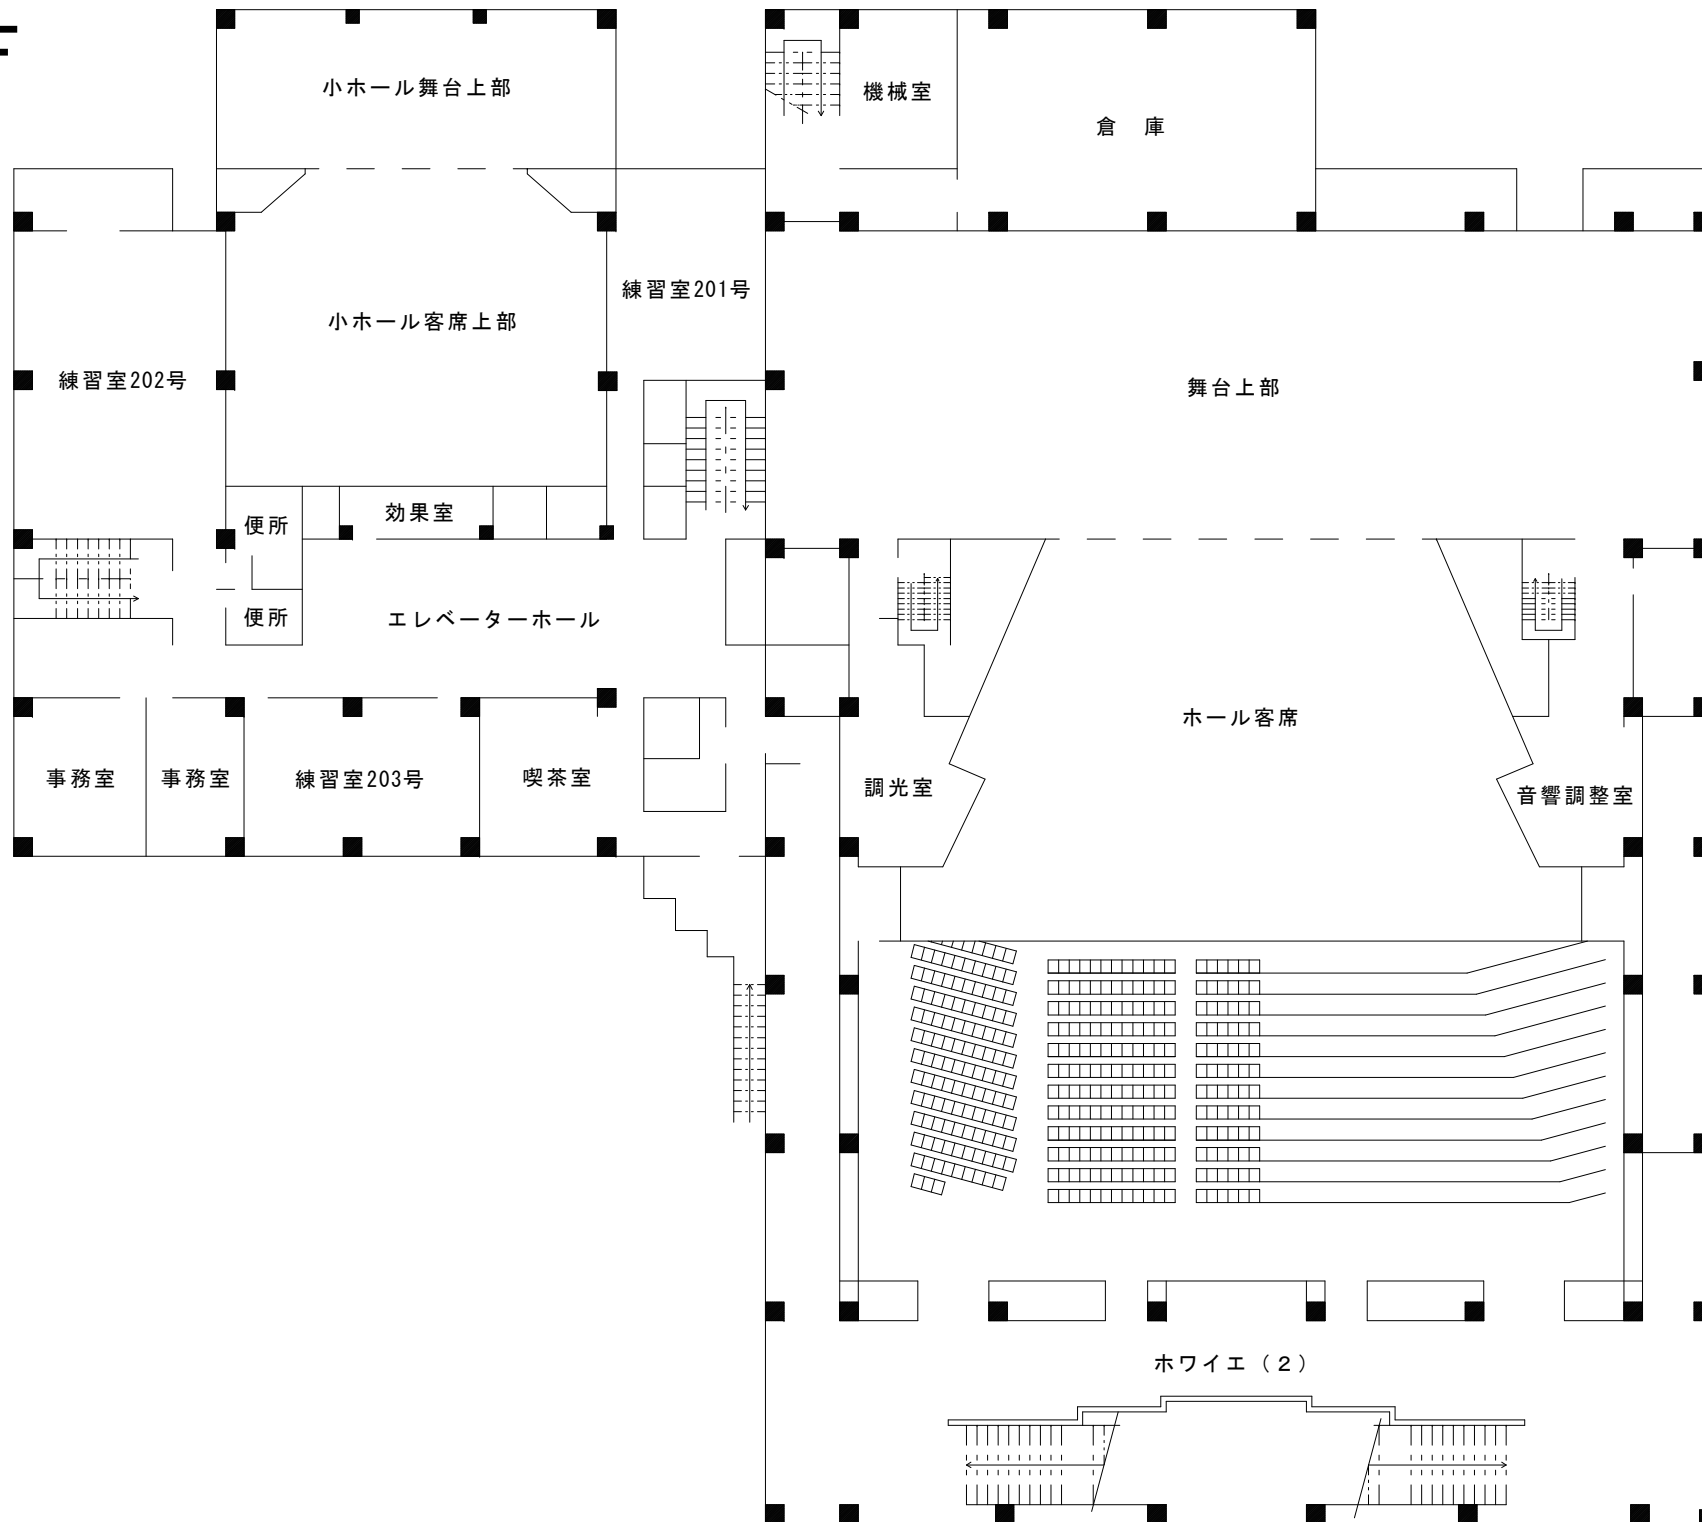 小ホール舞台上部
機械室
倉　庫
練習室201号
小ホール客席上部
練習室202号
舞台上部
効果室
便所
便所
エレベーターホール
ホール客席
事務室
事務室
練習室203号
喫茶室
調光室
音響調整室
ホワイエ（２）